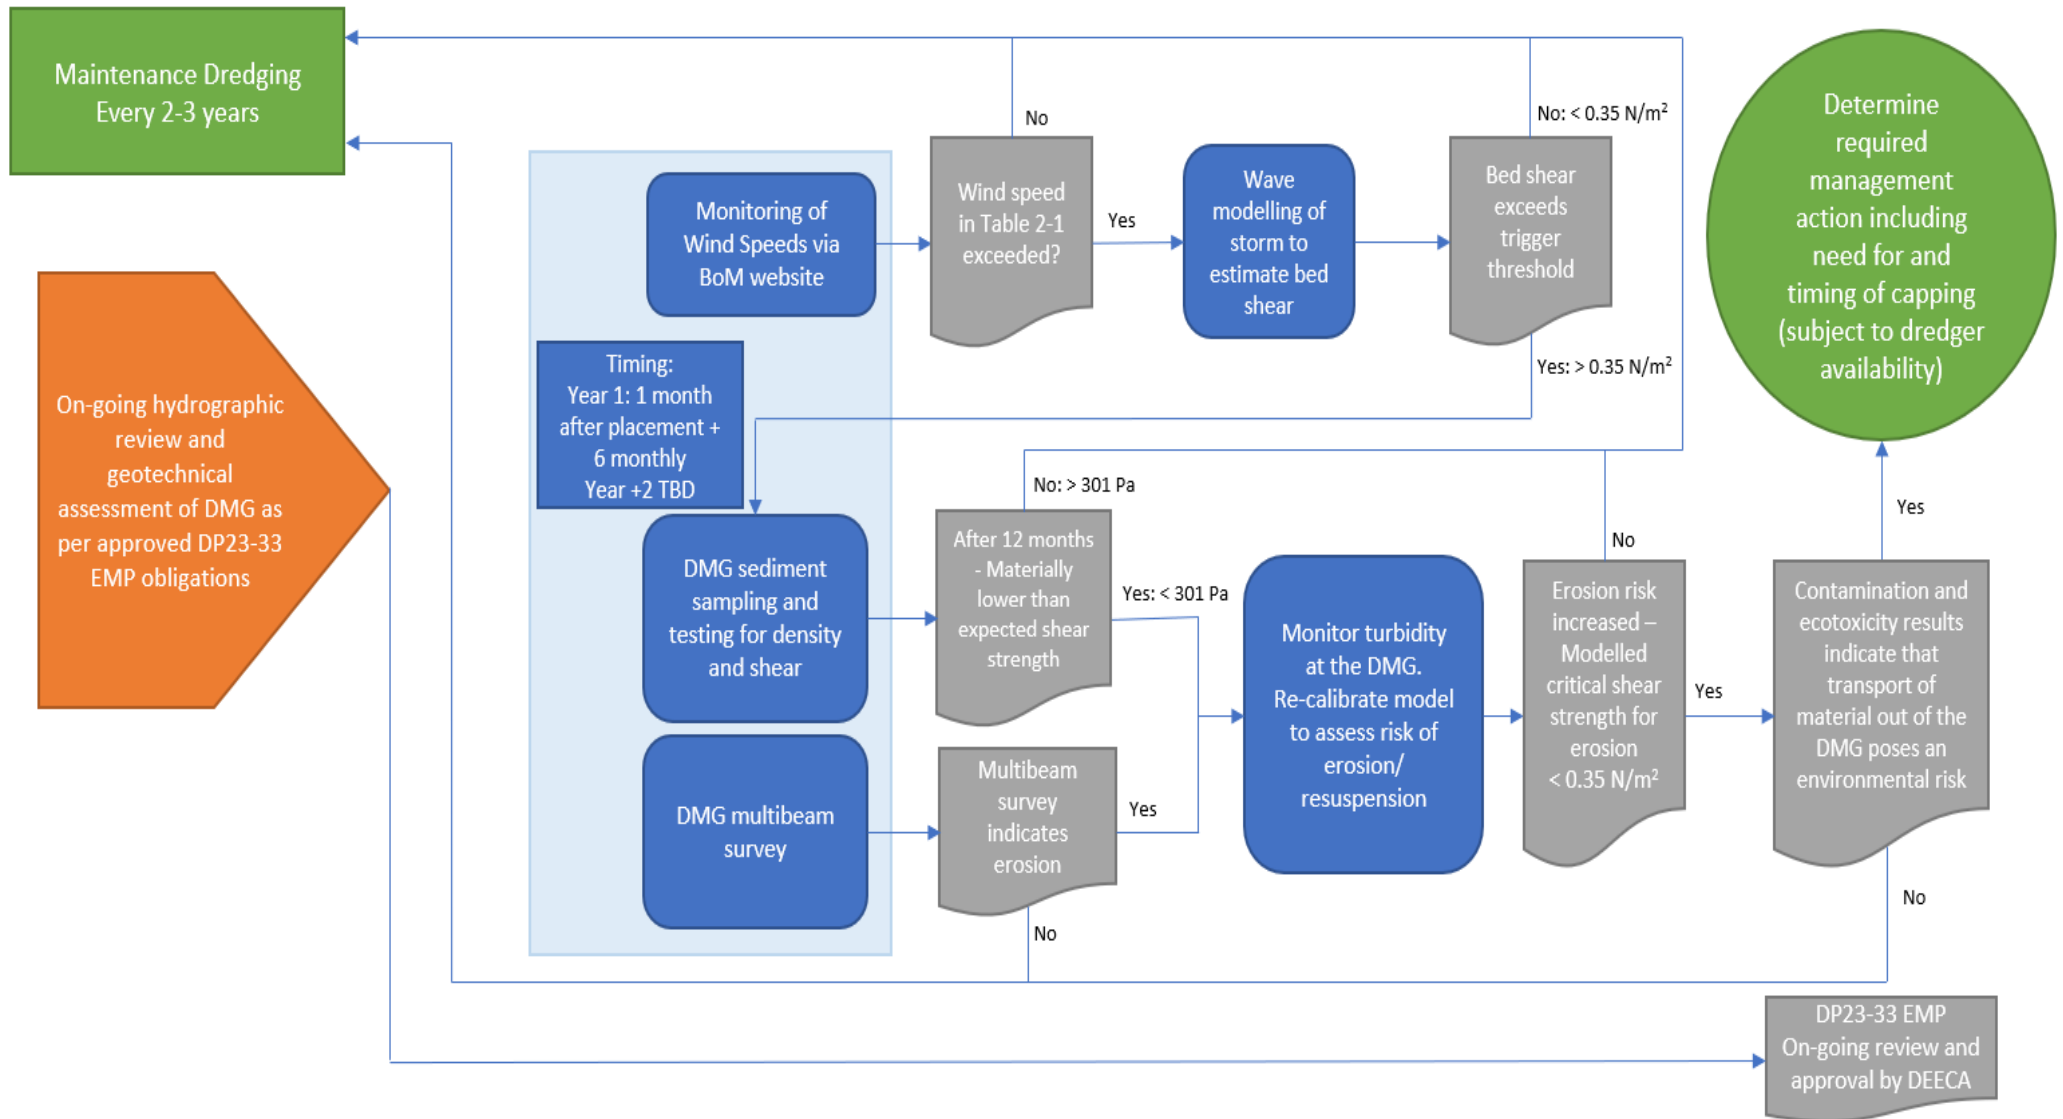 Maintenance Dredging
Every 2-3 years
On-going hydrographic
review and
geotechnical
assessment of DMG as
per approved DP23-33
EMP obligations
Monitoring of
Wind Speeds via
BoM website
No
Wind speed
in Table 2-1
exceeded?
Yes
Wave
modelling of
storm to
estimate bed
shear
No: < 0.35 N/m²
Bed shear
exceeds
trigger
threshold
Yes: > 0.35 N/m²
Determine
required
management
action including
need for and
timing of capping
(subject to dredger
availability)
Timing:
Year 1: 1 month
after placement +
6 monthly
Year +2 TBD
DMG sediment
sampling and
testing for density
and shear
No: > 301 Pa
After 12 months
- Materially
lower than
expected shear
strength
Yes: < 301 Pa
DMG multibeam
survey
Multibeam
survey
indicates
erosion
Yes
No
Monitor turbidity
at the DMG.
Re-calibrate model
to assess risk of
erosion/
resuspension
No
Erosion risk
increased –
Modelled
critical shear
strength for
erosion
< 0.35 N/m²
Yes
Yes
Contamination and
ecotoxicity results
indicate that
transport of
material out of the
DMG poses an
environmental risk
No
DP23-33 EMP
On-going review and
approval by DEECA